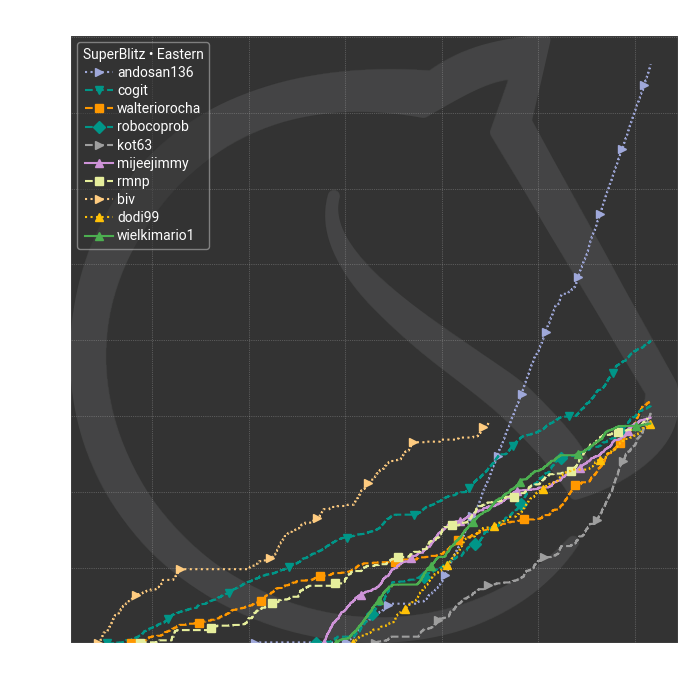 SuperBlitz • Eastern
andosan136
cogit
walteriorocha
robocoprob
kot63
mijeejimmy
rmnp
biv
dodi99
wielkimario1